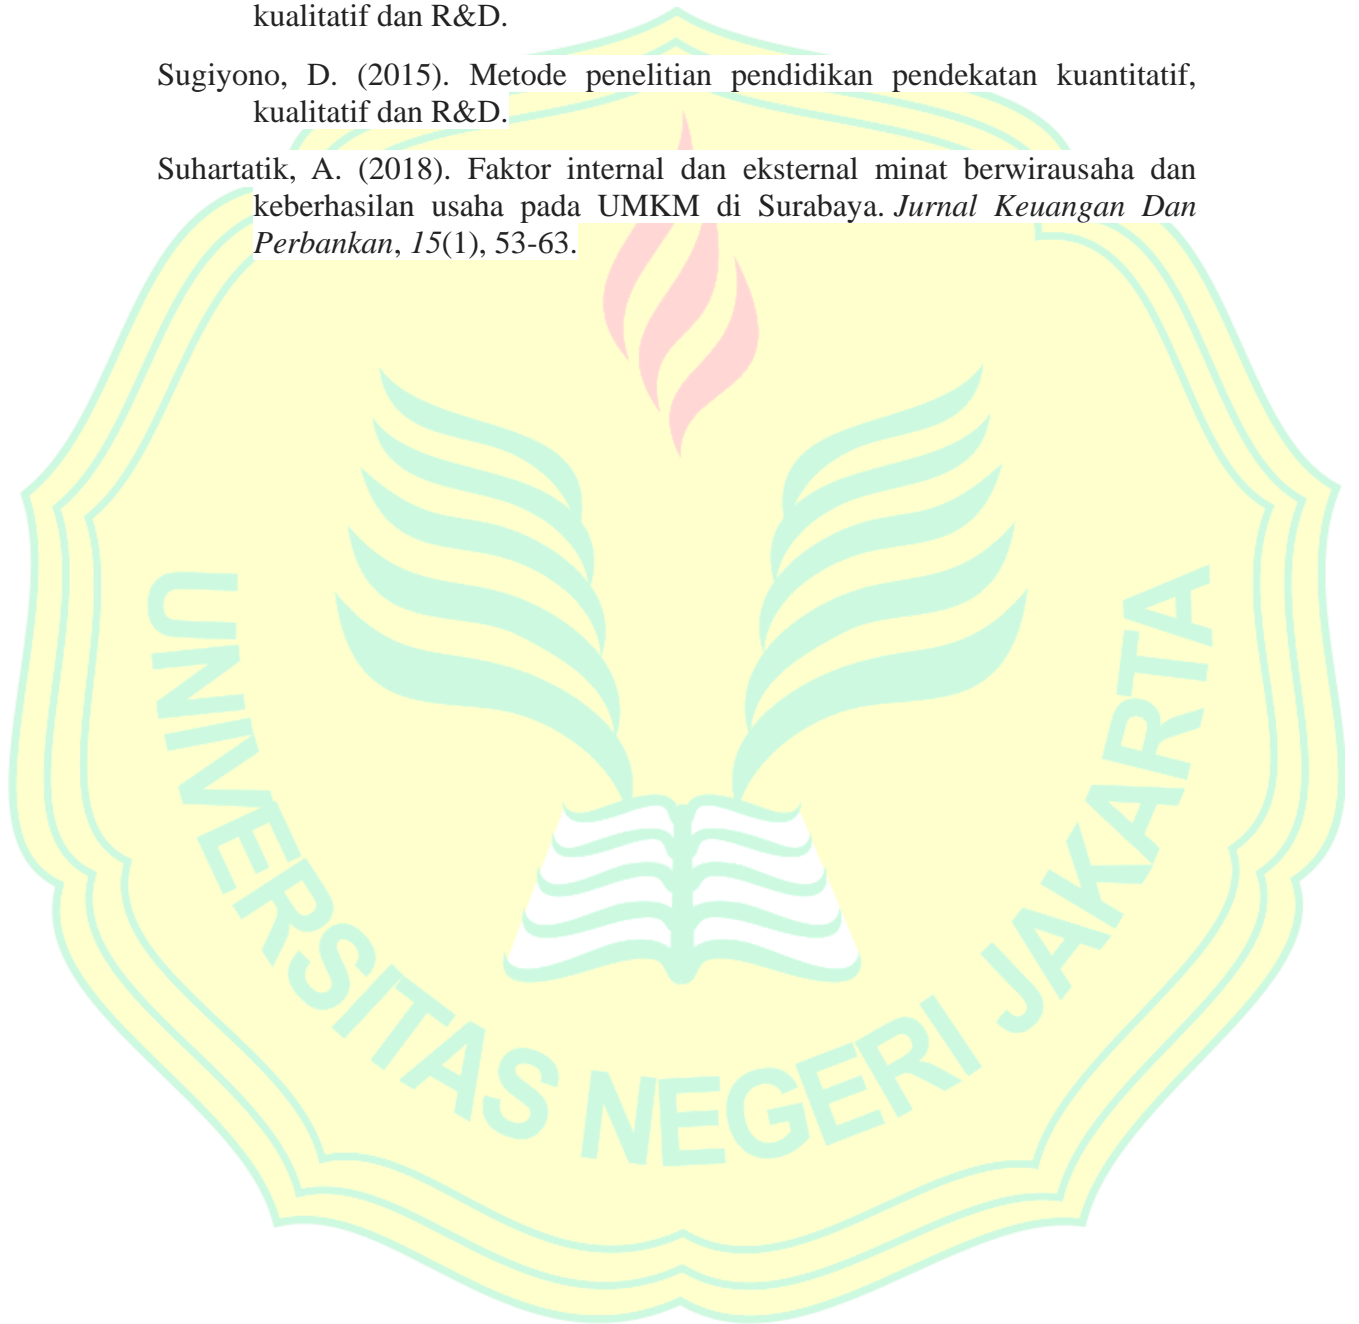 kualitatif dan R&D.
Sugiyono, D. (2015). Metode penelitian pendidikan pendekatan kuantitatif,
kualitatif dan R&D.
Suhartatik, A. (2018). Faktor internal dan eksternal minat berwirausaha dan
keberhasilan usaha pada UMKM di Surabaya. Jurnal Keuangan Dan
Perbankan, 15(1), 53-63.
UNIVERSITAS NEGERI JAKARTA